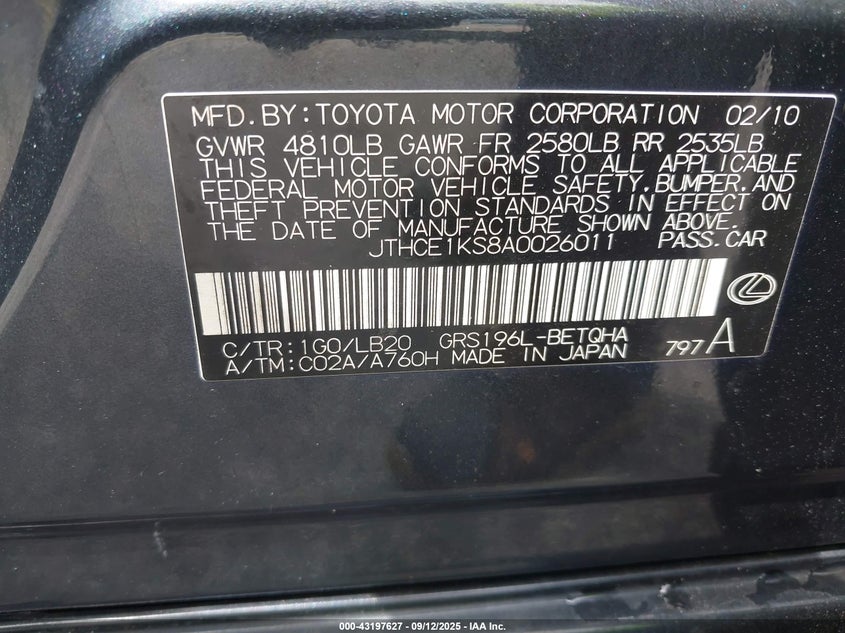 MFD.BY:TOYOTA MOTOR CORPORATION 02/10
GVWR 4810LB GAWR FR 2580LB RR 2535LB
THIS VEHICLE CONFORMS TO ALL APPLICABLE
FEDERAL MOTOR VEHICLE SAFETY,BUMPER,AND
THEFT PREVENTION STANDARDS IN EFFECT ON
THE DATE OF MANUFACTURE SHOWN ABOVE.
JTHCE1KS8A0026011 PASS.CAR
C/TR:1G0/LB20 GRS196L-BETQHA
A/TM:C02A/A760H MADE IN JAPAN 797A
000-43197627 - 09/12/2025 - IAA Inc.